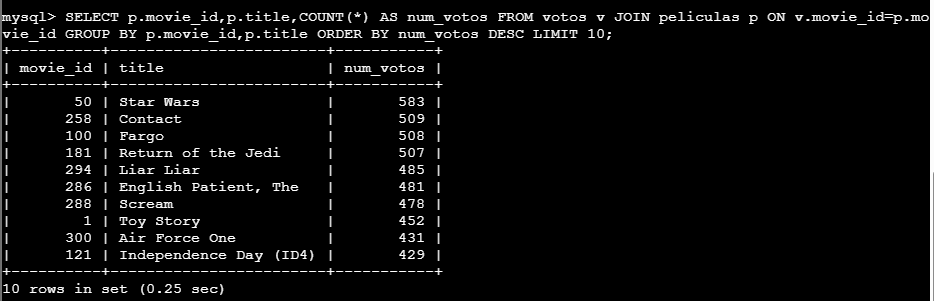 mysql> SELECT p.movie_id,p.title,COUNT(*) AS num_votos FROM votos v JOIN peliculas p ON v.movie_id=p.mo
vie_id GROUP BY p.movie_id,p.title ORDER BY num_votos DESC LIMIT 10;
+----------+------------------------+-----------+
| movie_id | title                  | num_votos |
+----------+------------------------+-----------+
|       50 | Star Wars              |       583 |
|      258 | Contact                |       509 |
|      100 | Fargo                  |       508 |
|      181 | Return of the Jedi     |       507 |
|      294 | Liar Liar              |       485 |
|      286 | English Patient, The   |       481 |
|      288 | Scream                 |       478 |
|        1 | Toy Story              |       452 |
|      300 | Air Force One          |       431 |
|      121 | Independence Day (ID4) |       429 |
+----------+------------------------+-----------+
10 rows in set (0.25 sec)